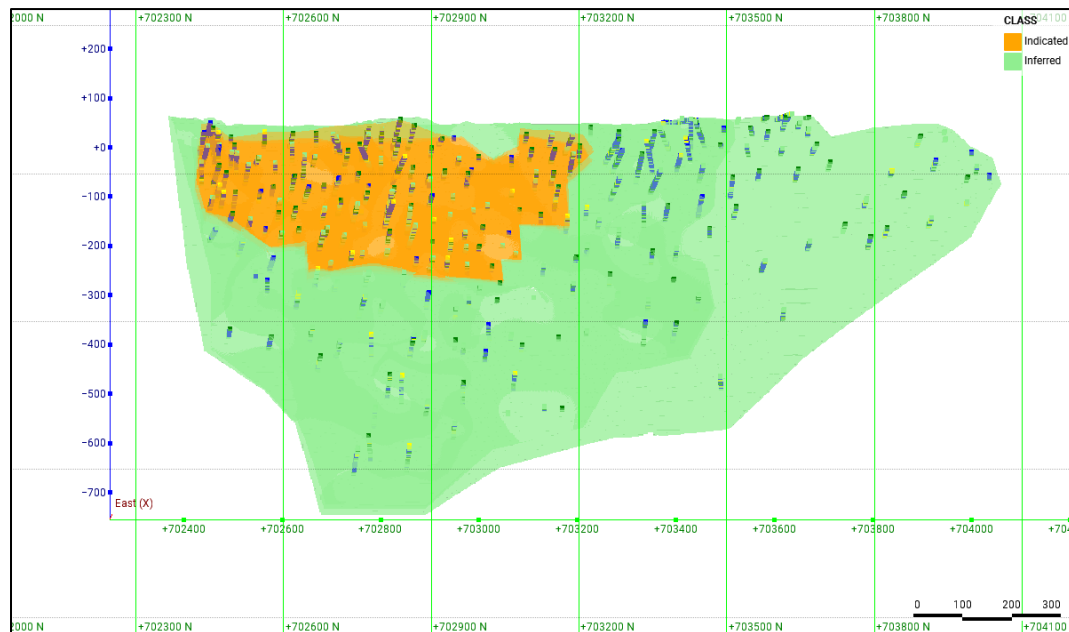 2000 N +702300 N +702600 N +702900 N +703200 N +703500 N +703800 N 704100
CLASS
Indicated
Inferred
+200
+100
+0
−100
−200
−300
−400
−500
−600
−700
East (X)
+702400 +702600 +702800 +703000 +703200 +703400 +703600 +703800 +704000 +704
0 100 200 300
2000 N +702300 N +702600 N +702900 N +703200 N +703500 N +703800 N +704100